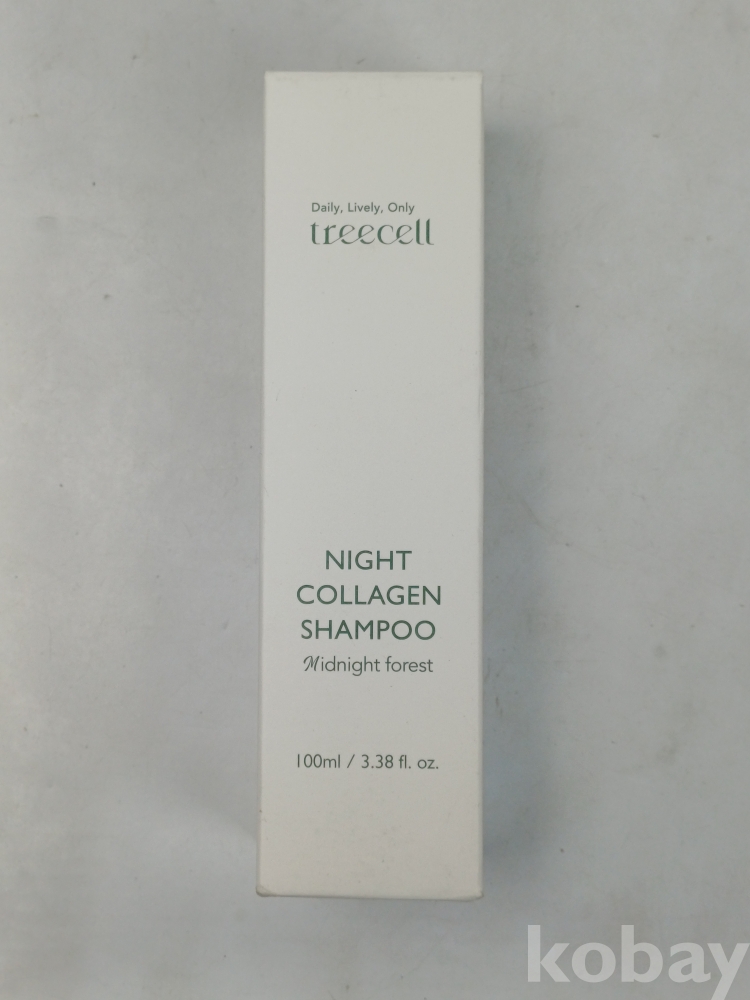 Daily, Lively, Only
treecell
NIGHT
COLLAGEN
SHAMPOO
Midnight forest
100ml / 3.38 fl. oz.
kobay